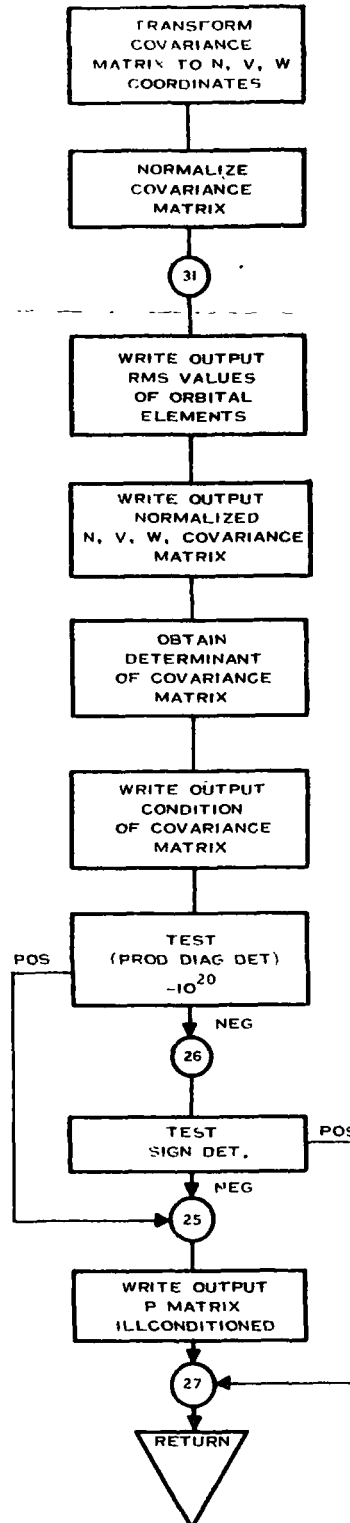 TRANSFORM
COVARIANCE
MATRIX TO N, V, W
COORDINATES
NORMALIZE
COVARIANCE
MATRIX
31
WRITE OUTPUT
RMS VALUES
OF ORBITAL
ELEMENTS
WRITE OUTPUT
NORMALIZED
N, V, W, COVARIANCE
MATRIX
OBTAIN
DETERMINANT
OF COVARIANCE
MATRIX
WRITE OUTPUT
CONDITION
OF COVARIANCE
MATRIX
TEST
(PROD DIAG DET)
-10^20
POS
NEG
26
TEST
SIGN DET.
POS
NEG
25
WRITE OUTPUT
P MATRIX
ILLCONDITIONED
27
RETURN